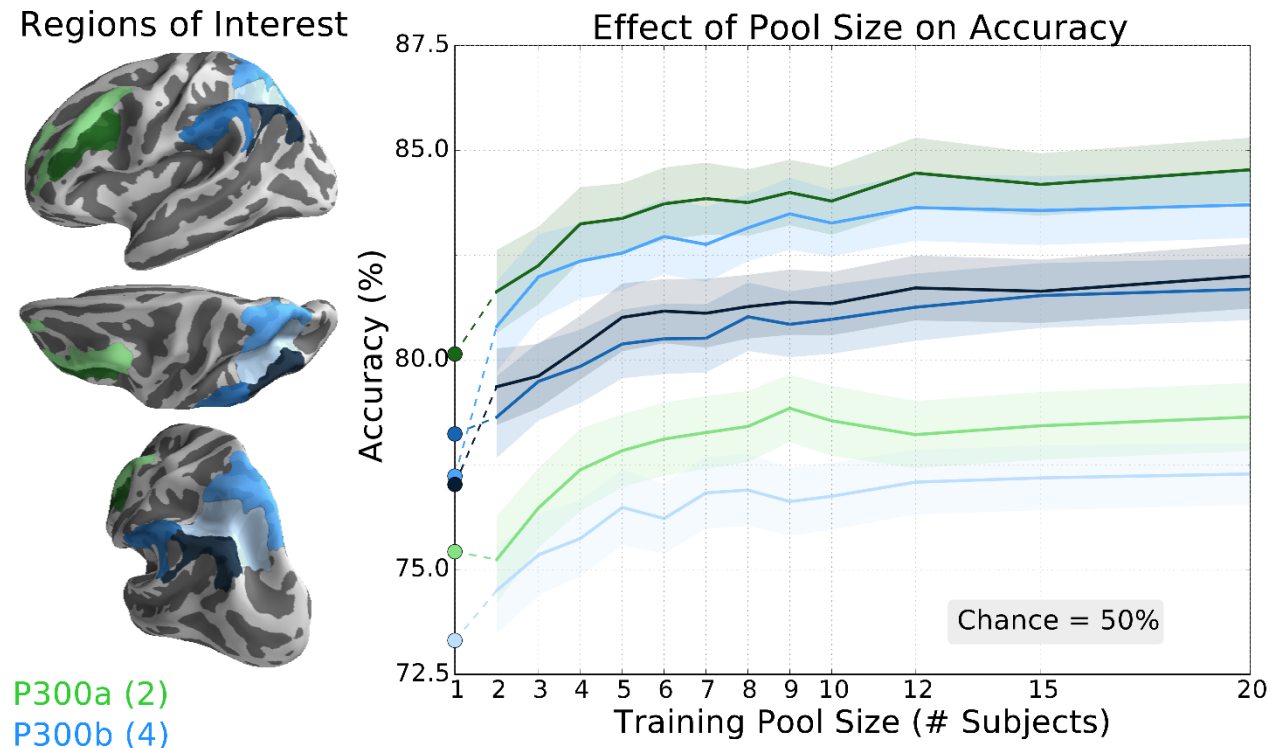 Regions of Interest
P300a (2)
P300b (4)
Effect of Pool Size on Accuracy
Accuracy (%)
87.5
85.0
80.0
75.0
72.5
Chance = 50%
1 2 3 4 5 6 7 8 9 10 12 15 20
Training Pool Size (# Subjects)